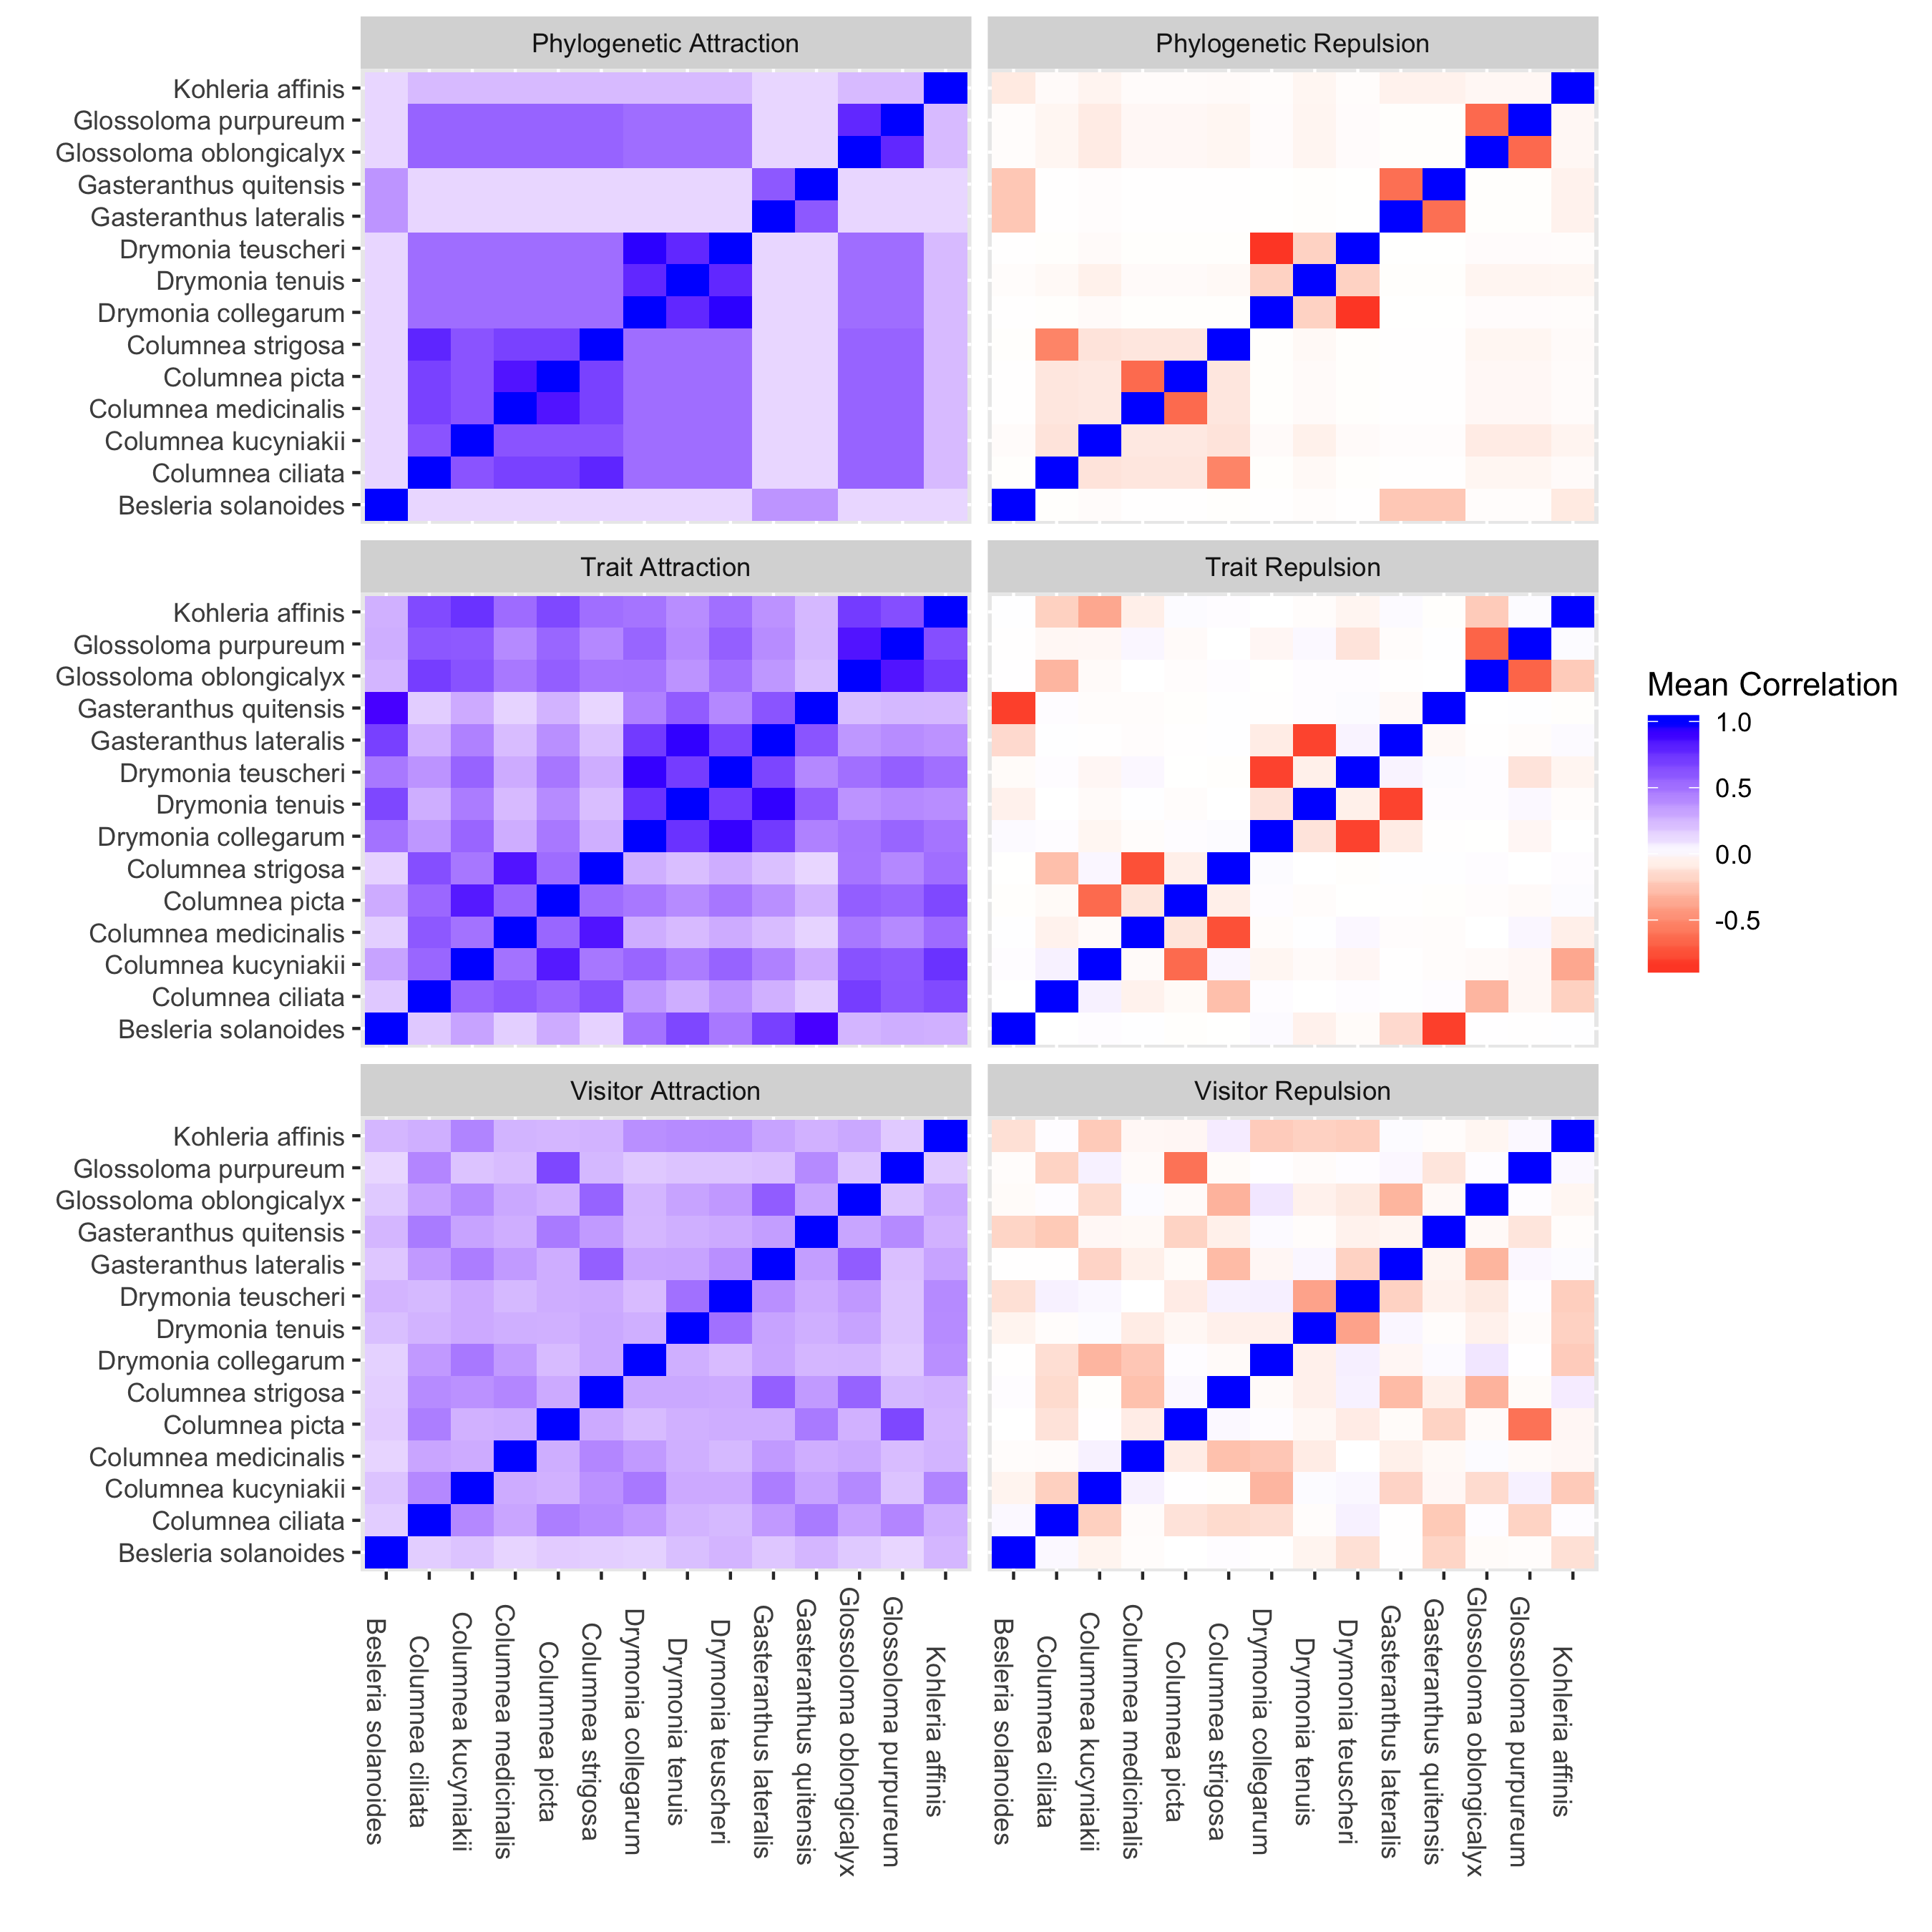 Phylogenetic Attraction
Phylogenetic Repulsion
Kohleria affinis
Glossoloma purpureum
Glossoloma oblongicalyx
Gasteranthus quitensis
Gasteranthus lateralis
Drymonia teuscheri
Drymonia tenuis
Drymonia collegarum
Columnea strigosa
Columnea picta
Columnea medicinalis
Columnea kucyniakii
Columnea ciliata
Besleria solanoides
Trait Attraction
Trait Repulsion
Kohleria affinis
Glossoloma purpureum
Glossoloma oblongicalyx
Gasteranthus quitensis
Gasteranthus lateralis
Drymonia teuscheri
Drymonia tenuis
Drymonia collegarum
Columnea strigosa
Columnea picta
Columnea medicinalis
Columnea kucyniakii
Columnea ciliata
Besleria solanoides
Visitor Attraction
Visitor Repulsion
Kohleria affinis
Glossoloma purpureum
Glossoloma oblongicalyx
Gasteranthus quitensis
Gasteranthus lateralis
Drymonia teuscheri
Drymonia tenuis
Drymonia collegarum
Columnea strigosa
Columnea picta
Columnea medicinalis
Columnea kucyniakii
Columnea ciliata
Besleria solanoides
Besleria solanoides
Columnea ciliata
Columnea kucyniakii
Columnea medicinalis
Columnea picta
Columnea strigosa
Drymonia collegarum
Drymonia tenuis
Drymonia teuscheri
Gasteranthus lateralis
Gasteranthus quitensis
Glossoloma oblongicalyx
Glossoloma purpureum
Kohleria affinis
Besleria solanoides
Columnea ciliata
Columnea kucyniakii
Columnea medicinalis
Columnea picta
Columnea strigosa
Drymonia collegarum
Drymonia tenuis
Drymonia teuscheri
Gasteranthus lateralis
Gasteranthus quitensis
Glossoloma oblongicalyx
Glossoloma purpureum
Kohleria affinis
Mean Correlation
1.0
0.5
0.0
-0.5